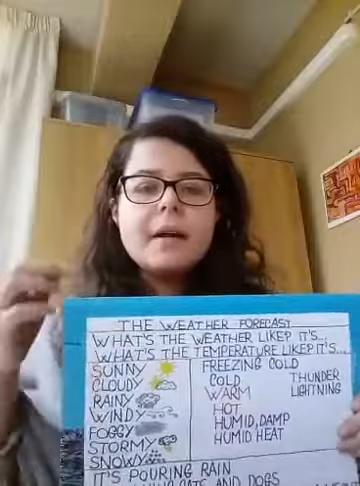 THE WEATHER FORECAST
WHAT'S THE WEATHER LIKE? IT'S...
WHAT'S THE TEMPERATURE LIKE? IT'S...
SUNNY
CLOUDY
RAINY
WINDY
FOGGY
STORMY
SNOWY
FREEZING COLD
COLD
WARM
HOT
HUMID, DAMP
HUMID HEAT
THUNDER
LIGHTNING
IT'S POURING RAIN
CATS AND DOGS